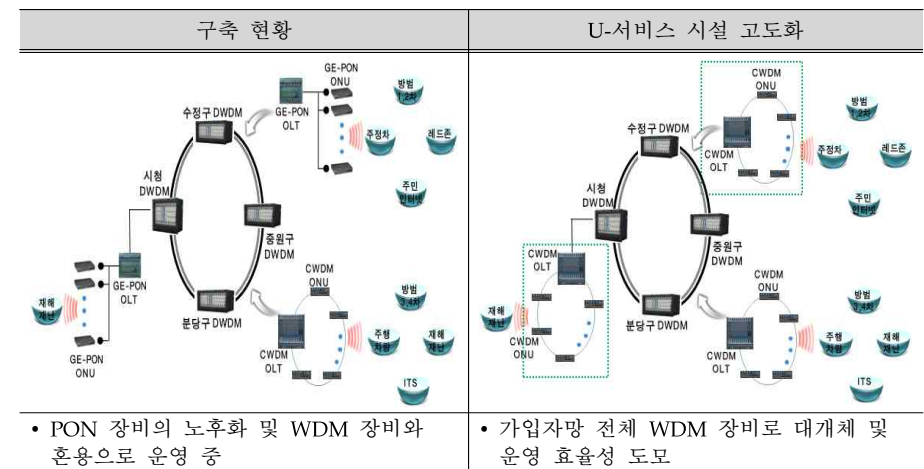 구축 현황
U-서비스 시설 고도화
GE-PON
ONU
GE-PON
OLT
수정구 DWDM
방범
1,2차
주정차
레드존
주민
인터넷
시청
DWDM
중원구
DWDM
GE-PON
OLT
재해
재난
GE-PON
ONU
분당구 DWDM
CWDM
ONU
CWDM
OLT
방범
3,4차
주행
차량
재해
재난
ITS
CWDM
ONU
수정구 DWDM
CWDM
OLT
방범
1,2차
주정차
레드존
주민
인터넷
시청
DWDM
중원구
DWDM
CWDM
OLT
재해
재난
CWDM
ONU
분당구 DWDM
CWDM
ONU
CWDM
OLT
방범
3,4차
주행
차량
재해
재난
ITS
• PON 장비의 노후화 및 WDM 장비와
혼용으로 운영 중
• 가입자망 전체 WDM 장비로 대개체 및
운영 효율성 도모